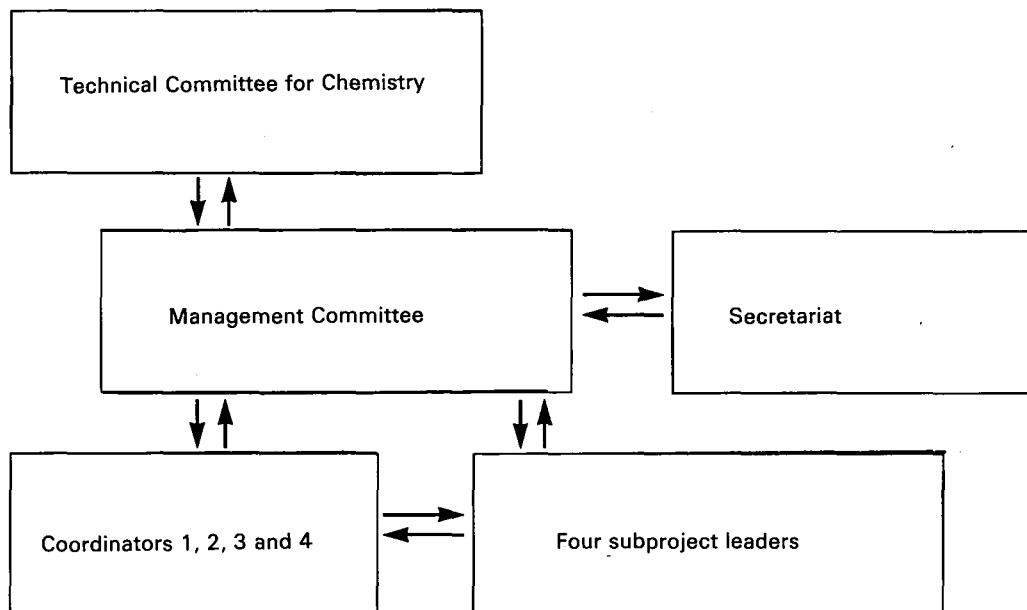 Technical Committee for Chemistry
Management Committee
Secretariat
Coordinators 1, 2, 3 and 4
Four subproject leaders